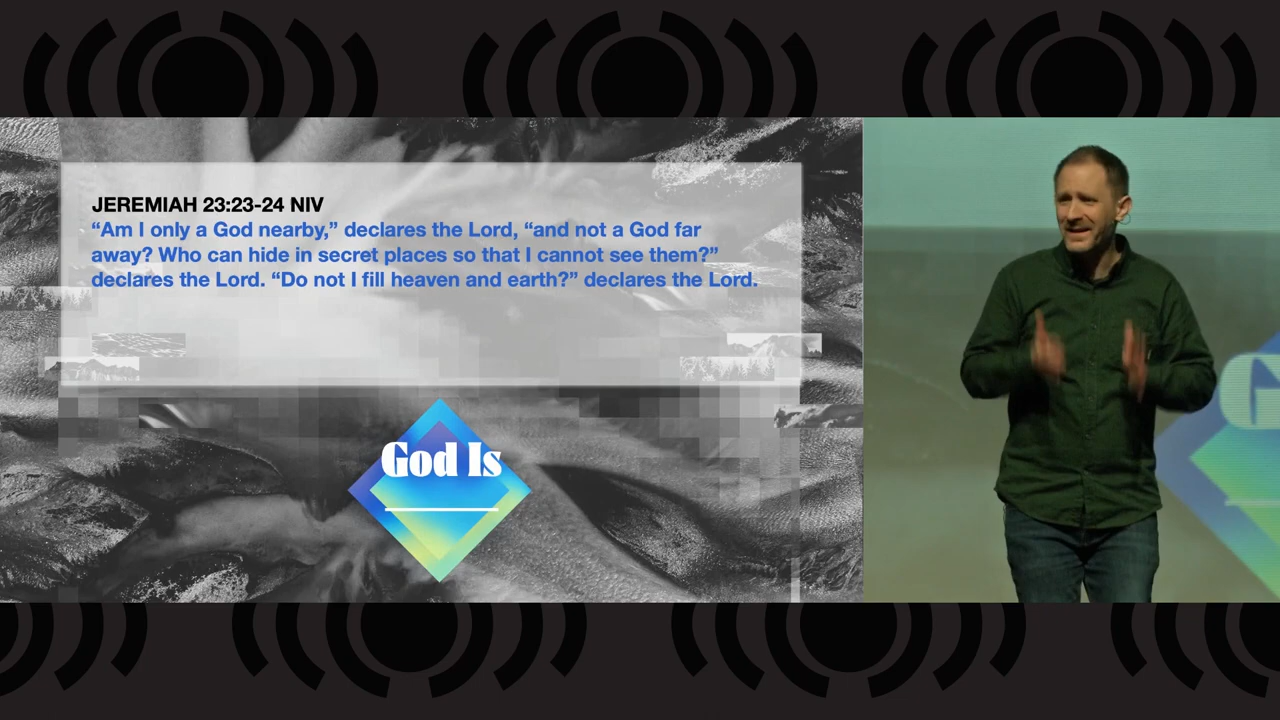 JEREMIAH 23:23-24 NIV
“Am I only a God nearby,” declares the Lord, “and not a God far
away? Who can hide in secret places so that I cannot see them?”
declares the Lord. “Do not I fill heaven and earth?” declares the Lord.
God Is